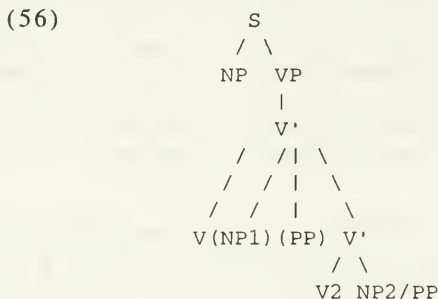 (56) S
/ \
NP VP
|
V'
/ /| \
/ / | \
/ / | \
V(NP1)(PP) V'
/ \
V2 NP2/PP